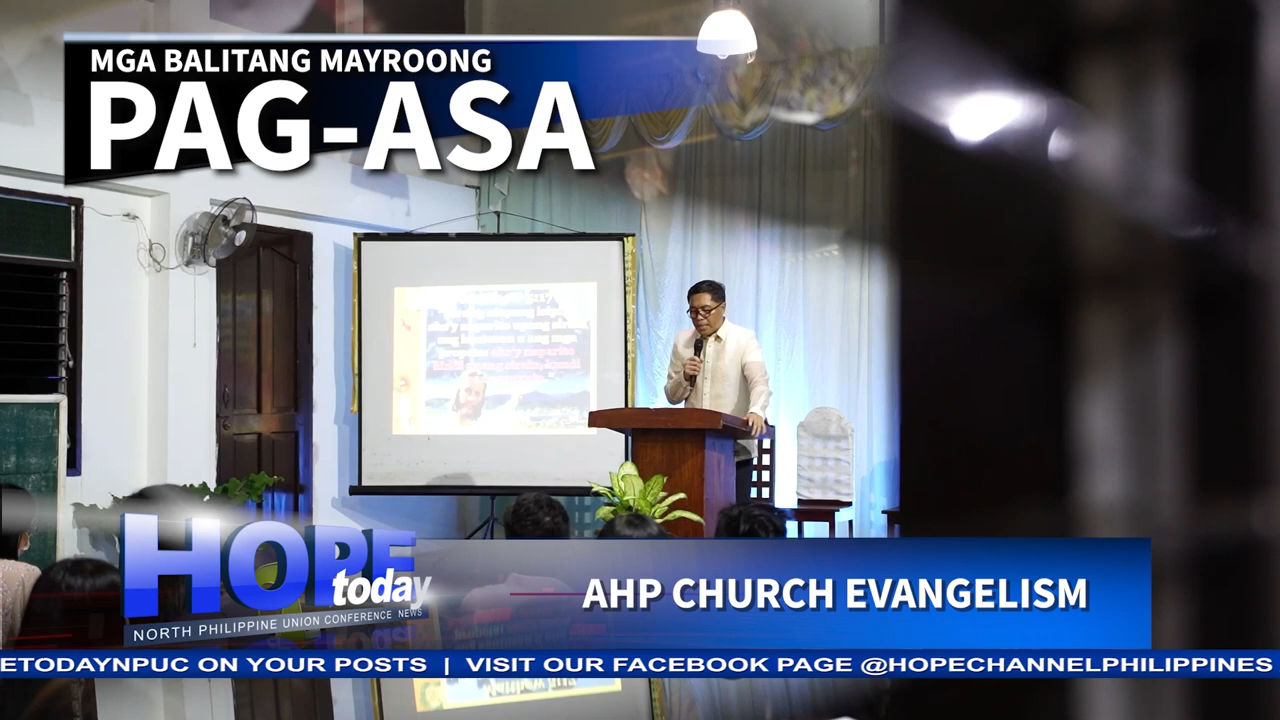 MGA BALITANG MAYROONG
PAG-ASA
HOPE
today
NORTH PHILIPPINE UNION CONFERENCE NEWS
AHP CHURCH EVANGELISM
ETODAYNPUC ON YOUR POSTS | VISIT OUR FACEBOOK PAGE @HOPECHANNELPHILIPPINES